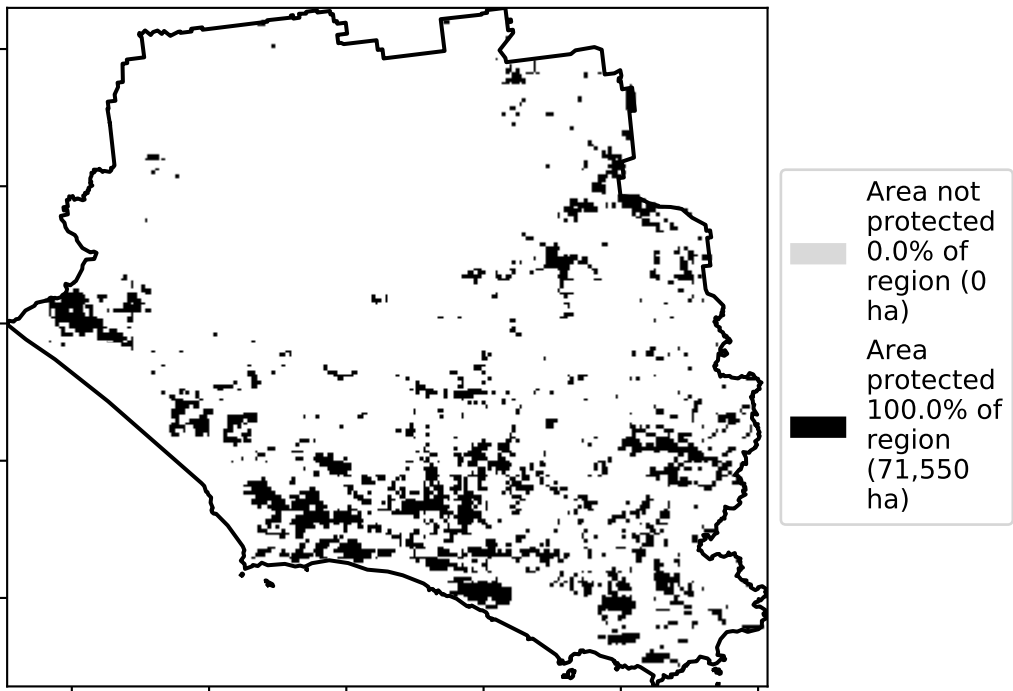 Area not
protected
0.0% of
region (0
ha)
Area
protected
100.0% of
region
(71,550
ha)